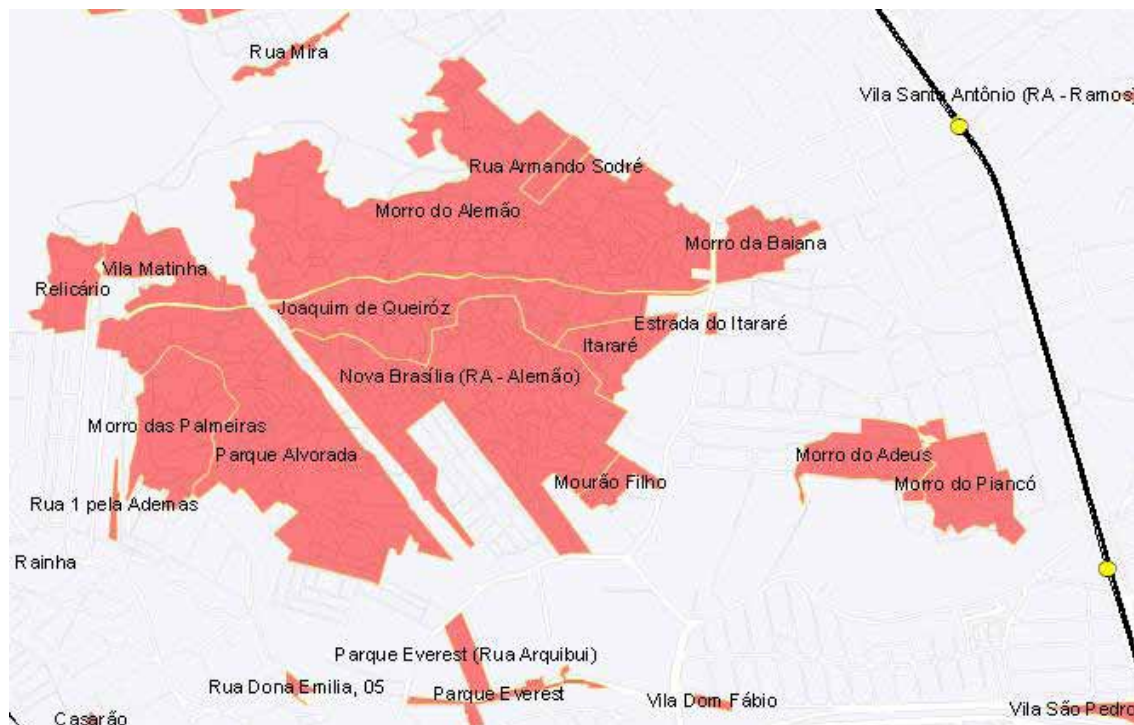 Rua Mira
Vila Santo Antônio (RA - Ramos)
Rua Armando Sodré
Morro do Alemão
Morro da Baiana
Vila Matinha
Relicário
Joaquim de Queiróz
Estrada do Itararé
Itararé
Nova Brasília (RA - Alemão)
Morro das Palmeiras
Parque Alvorada
Morro do Adeus
Mourão Filho
Morro do Piancó
Rua 1 pela Ademas
Rainha
Parque Everest (Rua Arquibui)
Rua Dona Emilia, 05
Parque Everest
Vila Dom Fábio
Vila São Pedro
Casarão